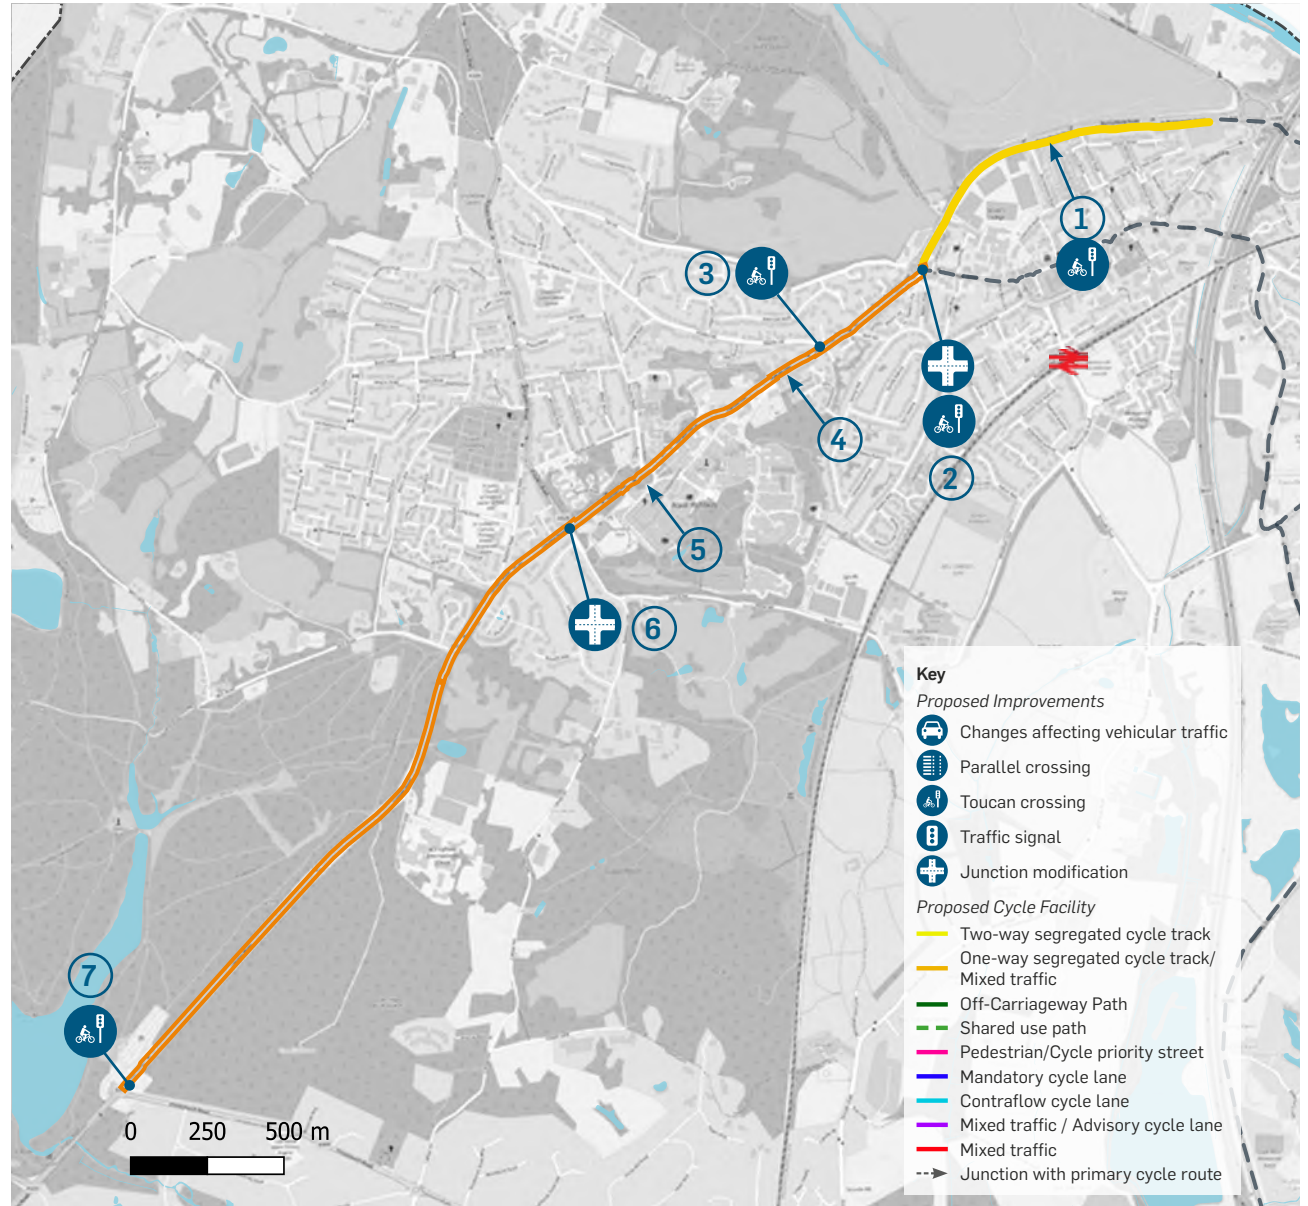 1
3
4
2
5
6
7
0 250 500 m
Key
Proposed Improvements
Changes affecting vehicular traffic
Parallel crossing
Toucan crossing
Traffic signal
Junction modification
Proposed Cycle Facility
Two-way segregated cycle track
One-way segregated cycle track/
Mixed traffic
Off-Carriageway Path
Shared use path
Pedestrian/Cycle priority street
Mandatory cycle lane
Contraflow cycle lane
Mixed traffic / Advisory cycle lane
Mixed traffic
Junction with primary cycle route